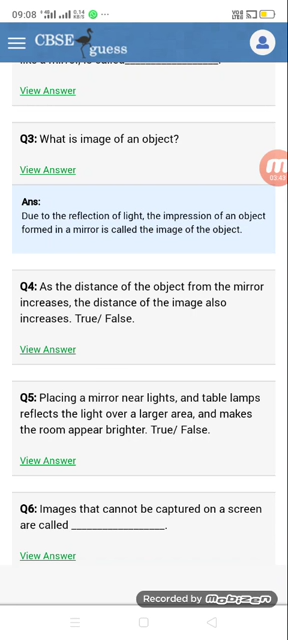 09:08
CBSE
guess
View Answer
Q3: What is image of an object?
View Answer
03:43
Ans:
Due to the reflection of light, the impression of an object
formed in a mirror is called the image of the object.
Q4: As the distance of the object from the mirror
increases, the distance of the image also
increases. True/ False.
View Answer
Q5: Placing a mirror near lights, and table lamps
reflects the light over a larger area, and makes
the room appear brighter. True/ False.
View Answer
Q6: Images that cannot be captured on a screen
are called __________________.
View Answer
Recorded by mobizen